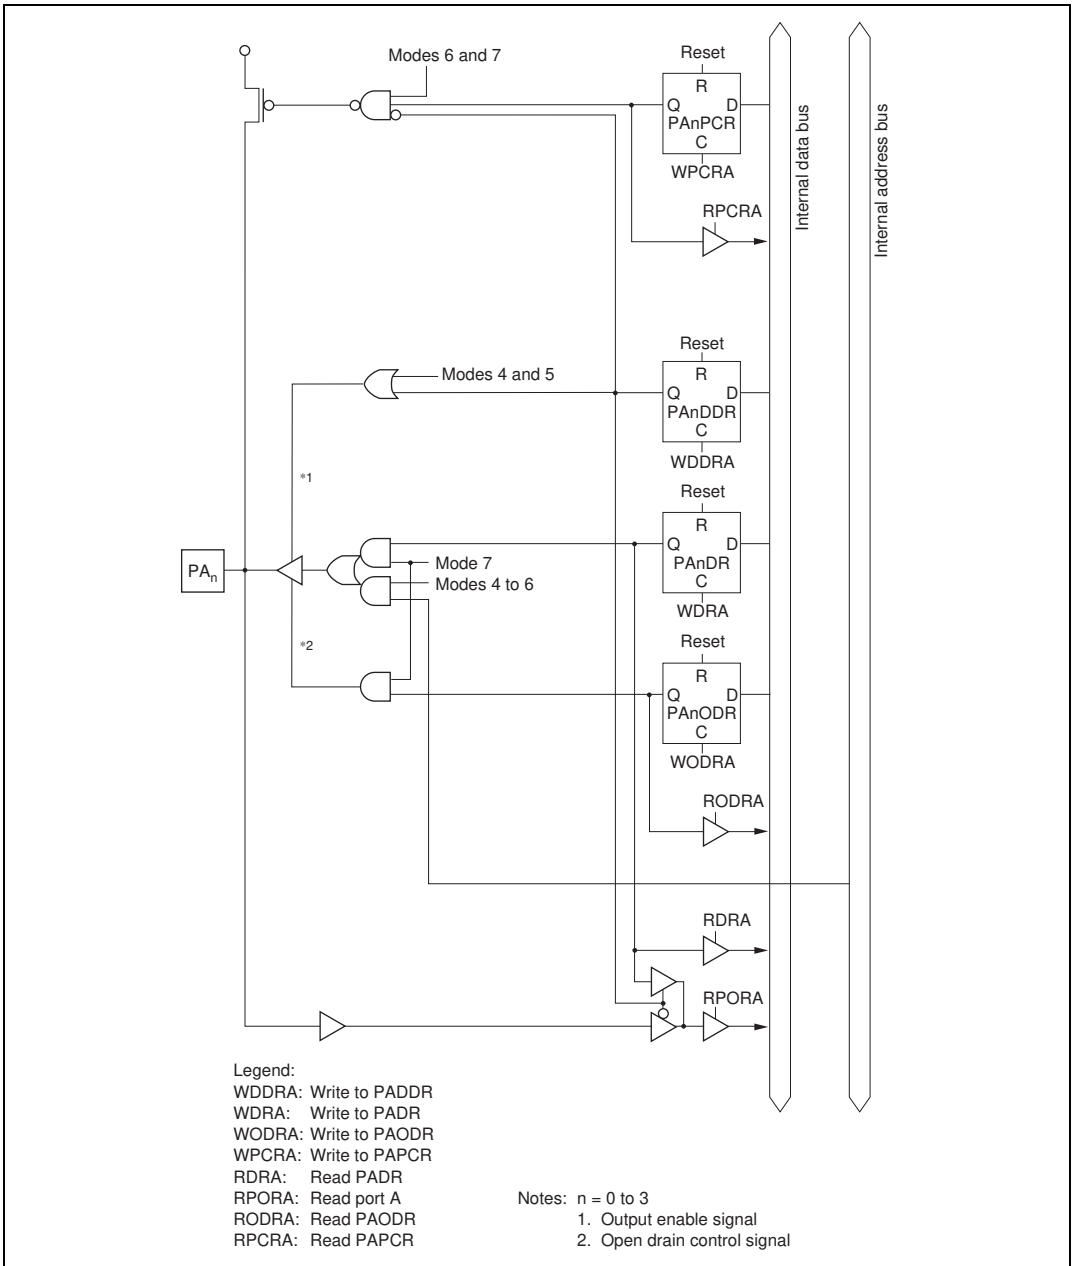 Modes 6 and 7
Reset
R
Q D
PAnPCR
C
WPCRA
Internal data bus
Internal address bus
RPCRA
Reset
R
Modes 4 and 5
Q D
PAnDDR
C
WDDRA
*1
Reset
R
Q D
Mode 7
PAnDR
PAn
Modes 4 to 6
C
WDRA
*2
Reset
R
Q D
PAnODR
C
WODRA
RODRA
RDRA
RPORA
Legend:
WDDRA: Write to PADDR
WDRA: Write to PADR
WODRA: Write to PAODR
WPCRA: Write to PAPCR
RDRA: Read PADR
RPORA: Read port A
RODRA: Read PAODR
RPCRA: Read PAPCR
Notes: n = 0 to 3
1. Output enable signal
2. Open drain control signal